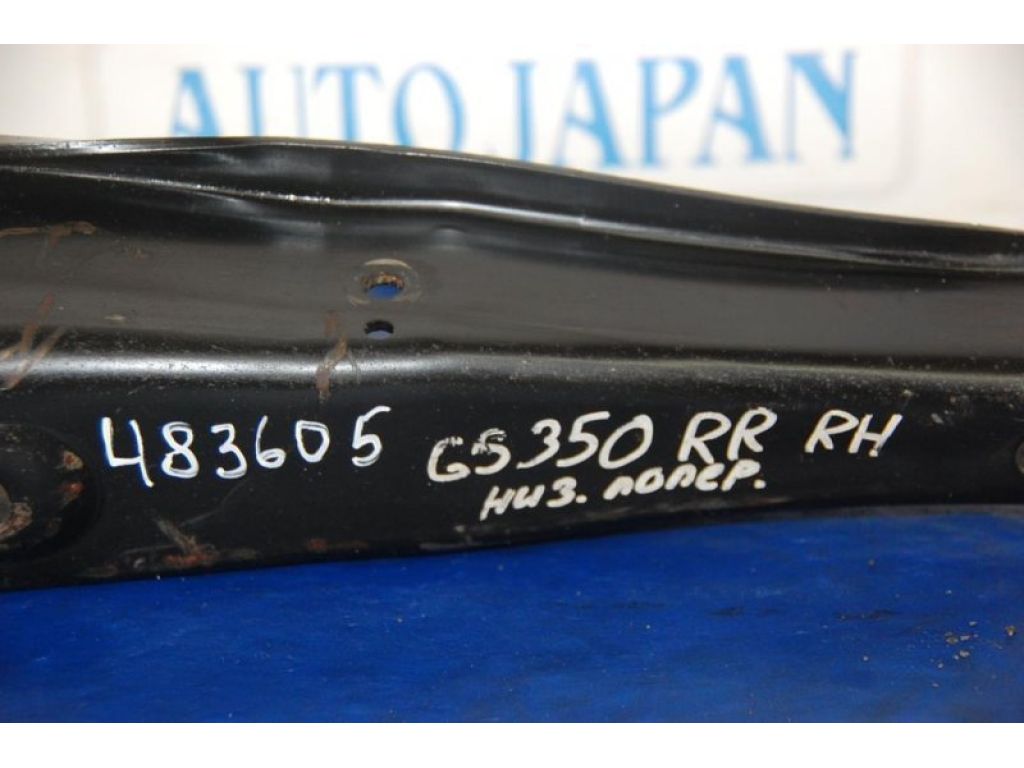 AUTO JAPAN
483605 GS350 RR RH
низ. попер.